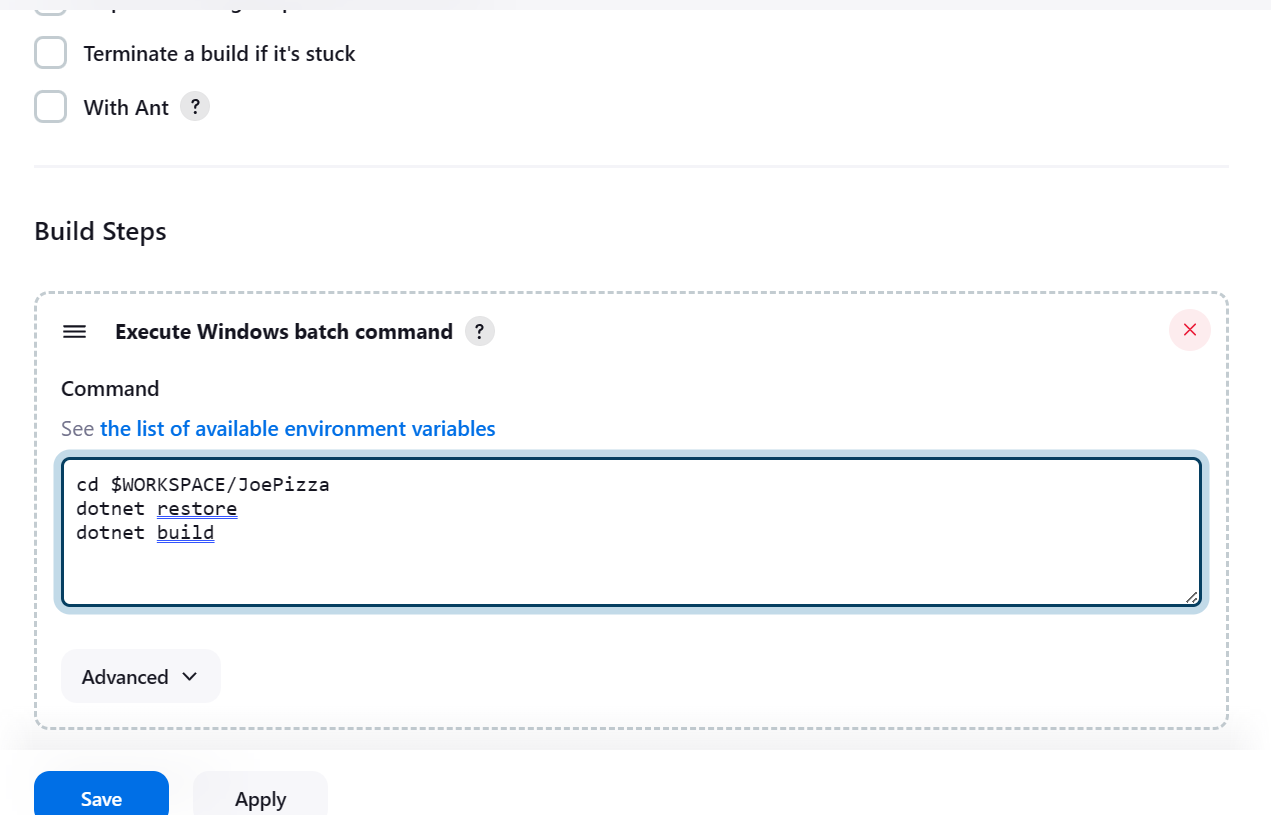 Terminate a build if it's stuck
With Ant ?
Build Steps
Execute Windows batch command ?
Command
See the list of available environment variables
cd $WORKSPACE/JoePizza
dotnet restore
dotnet build
Advanced
Save
Apply